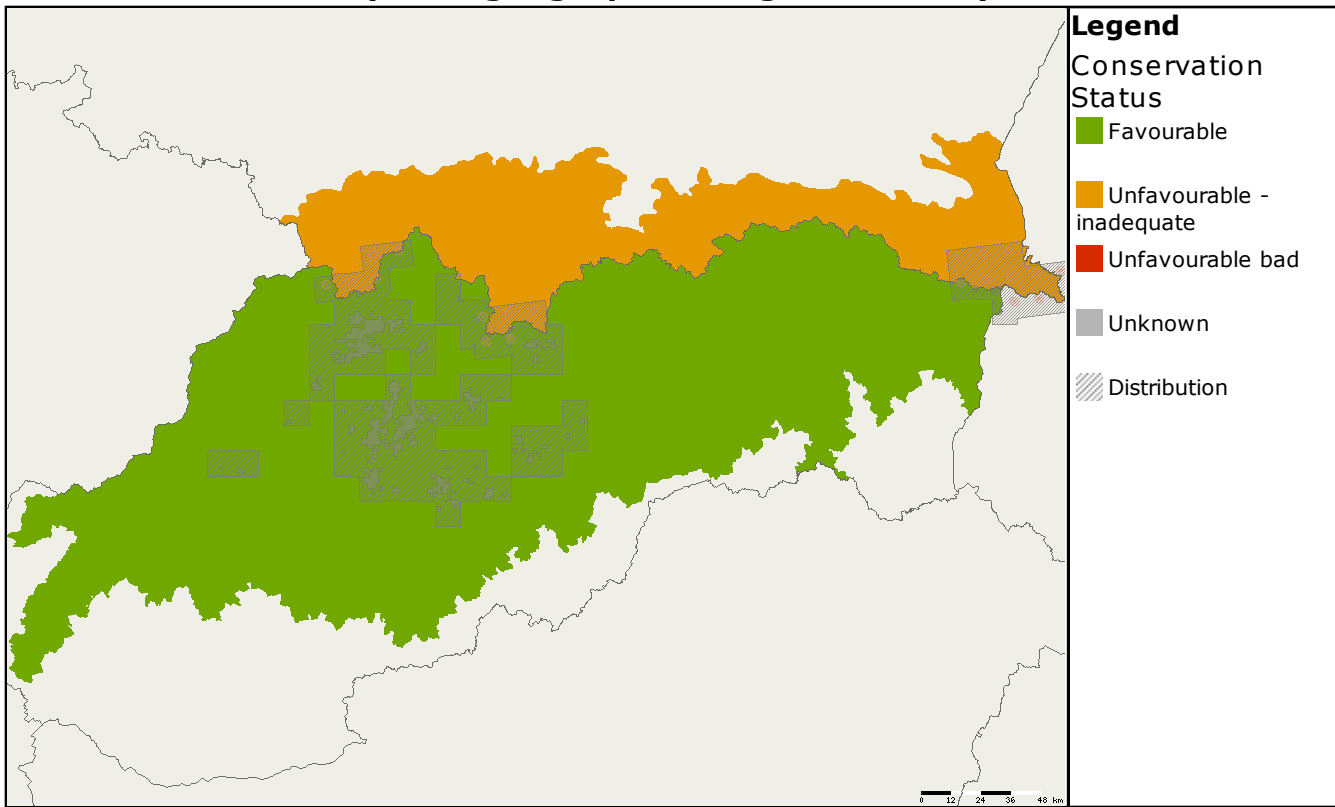 Legend
Conservation
Status
Favourable
Unfavourable -
inadequate
Unfavourable bad
Unknown
Distribution
0 12 24 36 48 km